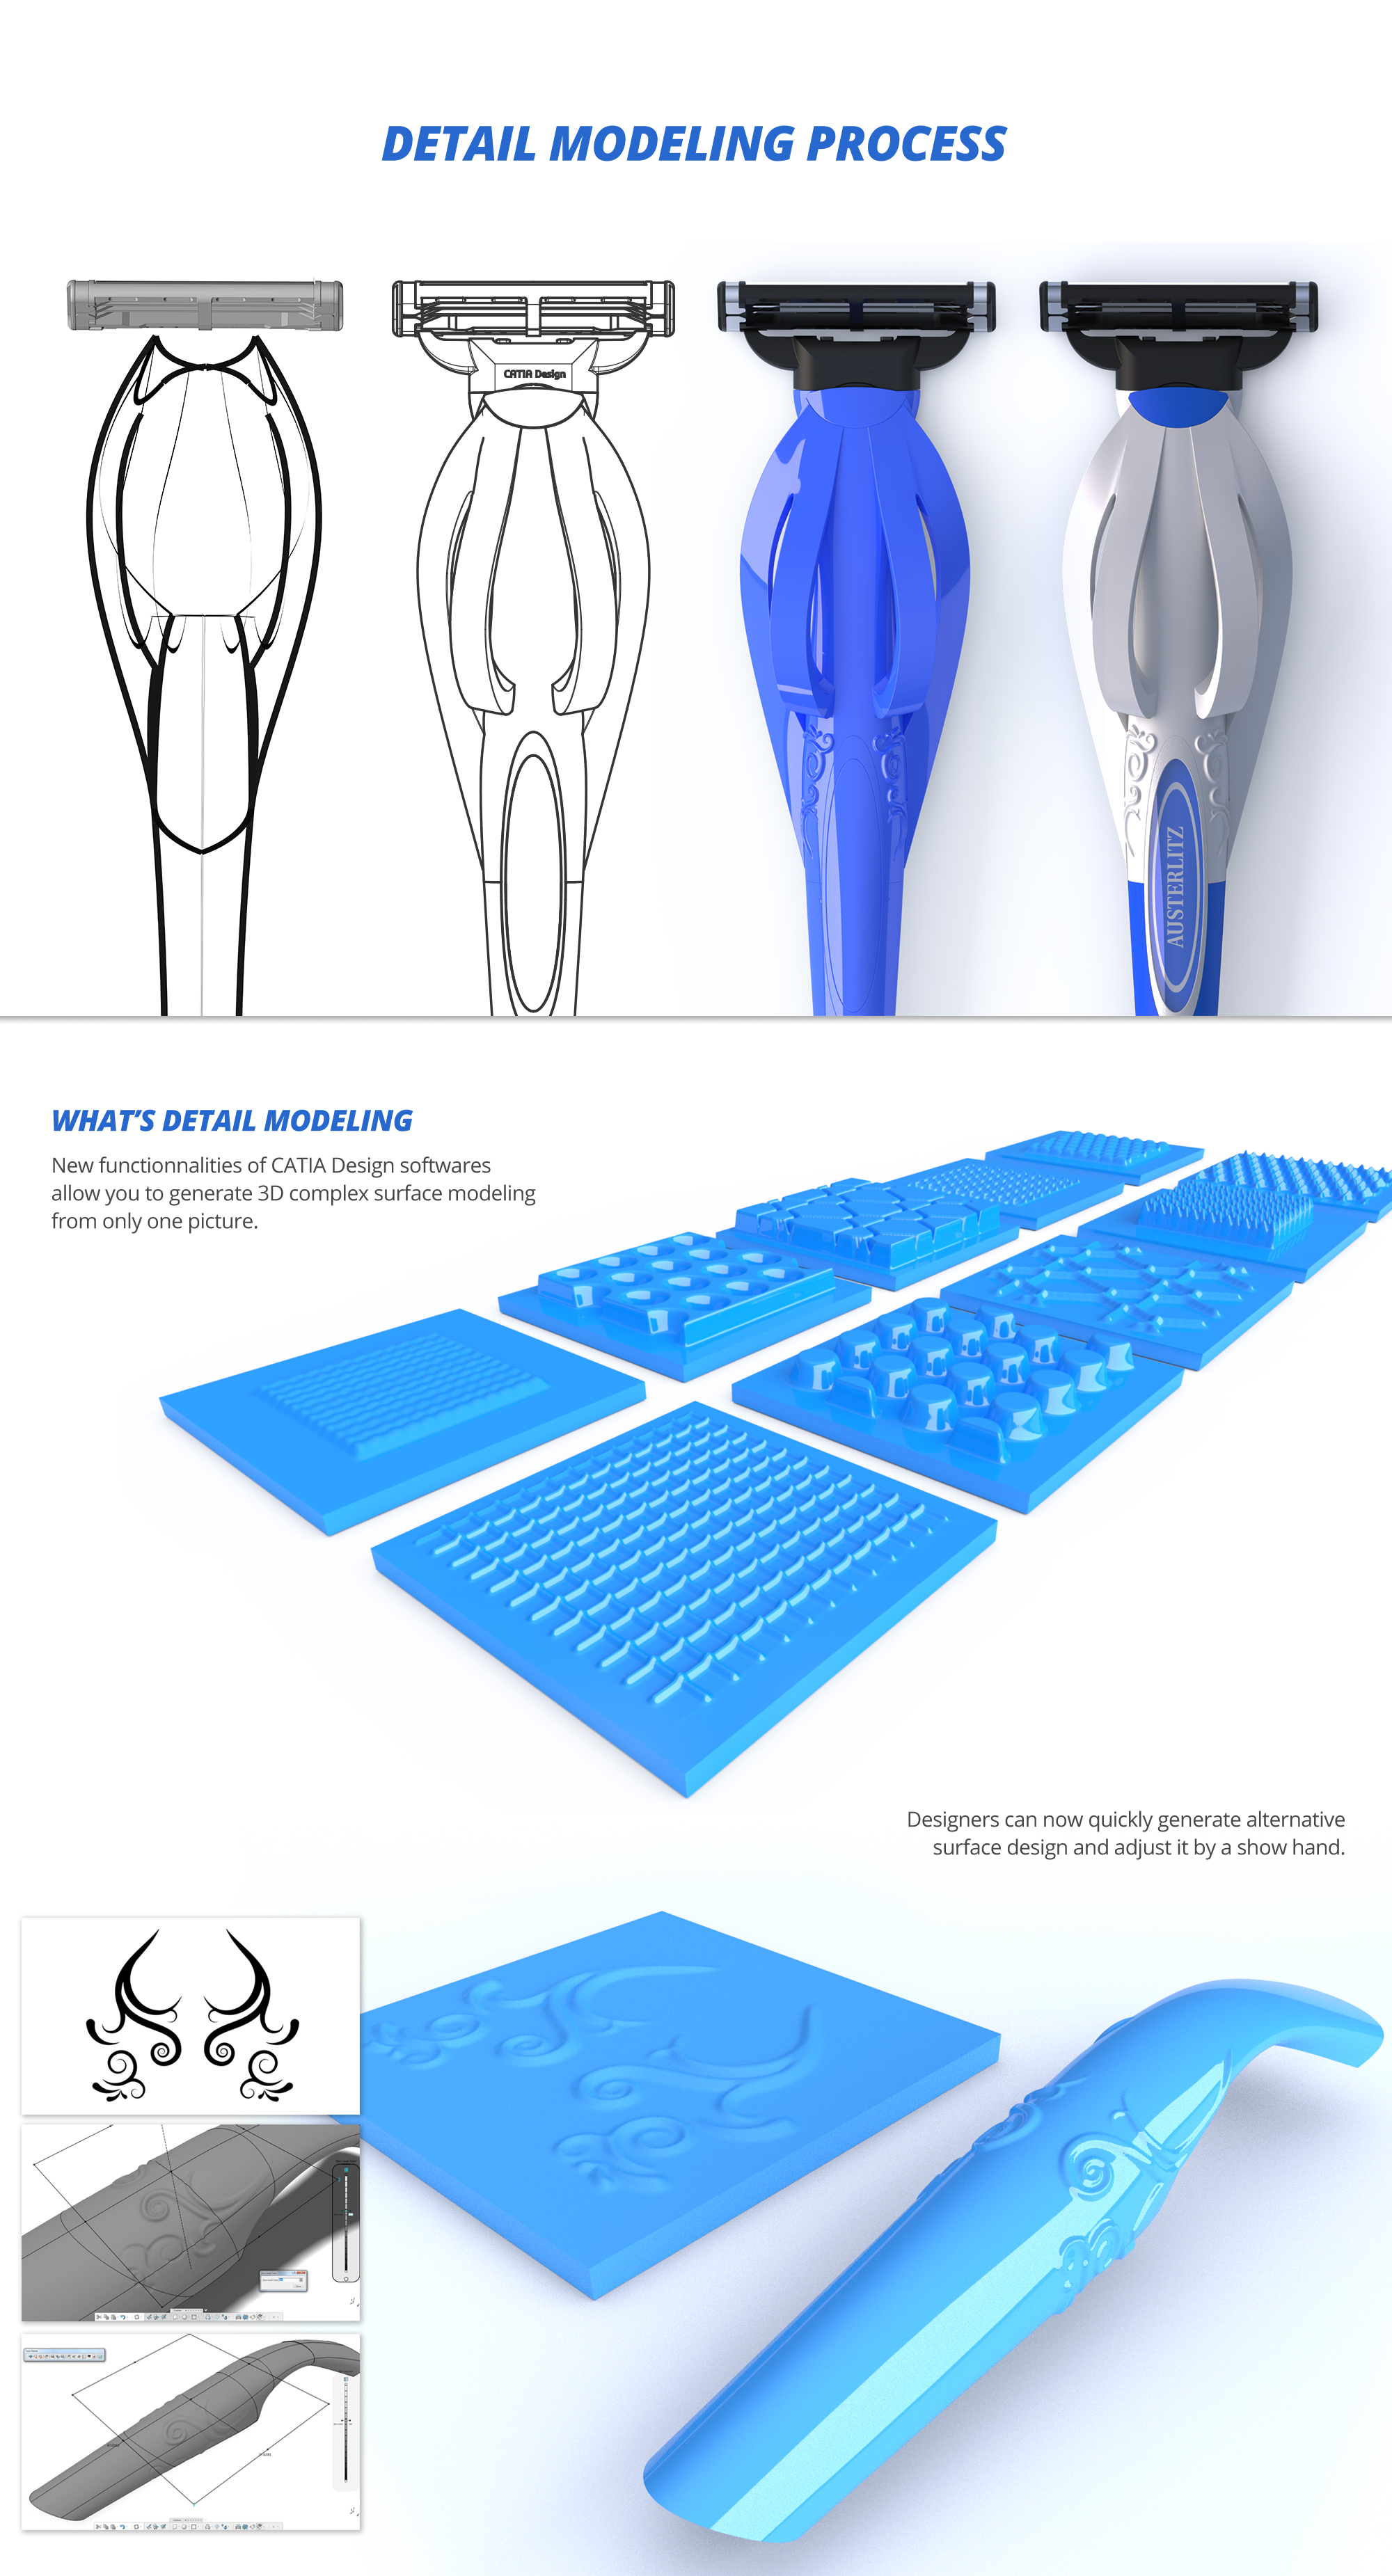 DETAIL MODELING PROCESS
CATIA Design
AUSTERLITZ
WHAT'S DETAIL MODELING
New functionnalities of CATIA Design softwares
allow you to generate 3D complex surface modeling
from only one picture.
Designers can now quickly generate alternative
surface design and adjust it by a show hand.